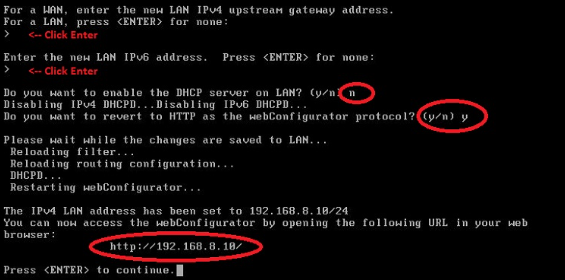 For a WAN, enter the new LAN IPv4 upstream gateway address.
For a LAN, press <ENTER> for none:
> <-- Click Enter
Enter the new LAN IPv6 address. Press <ENTER> for none:
> <-- Click Enter
Do you want to enable the DHCP server on LAN? (y/n) n
Disabling IPv4 DHCPD...Disabling IPv6 DHCPD...
Do you want to revert to HTTP as the webConfigurator protocol? (y/n) y
Please wait while the changes are saved to LAN...
Reloading filter...
Reloading routing configuration...
DHCPD...
Restarting webConfigurator...
The IPv4 LAN address has been set to 192.168.8.10/24
You can now access the webConfigurator by opening the following URL in your web
browser:
http://192.168.8.10/
Press <ENTER> to continue.